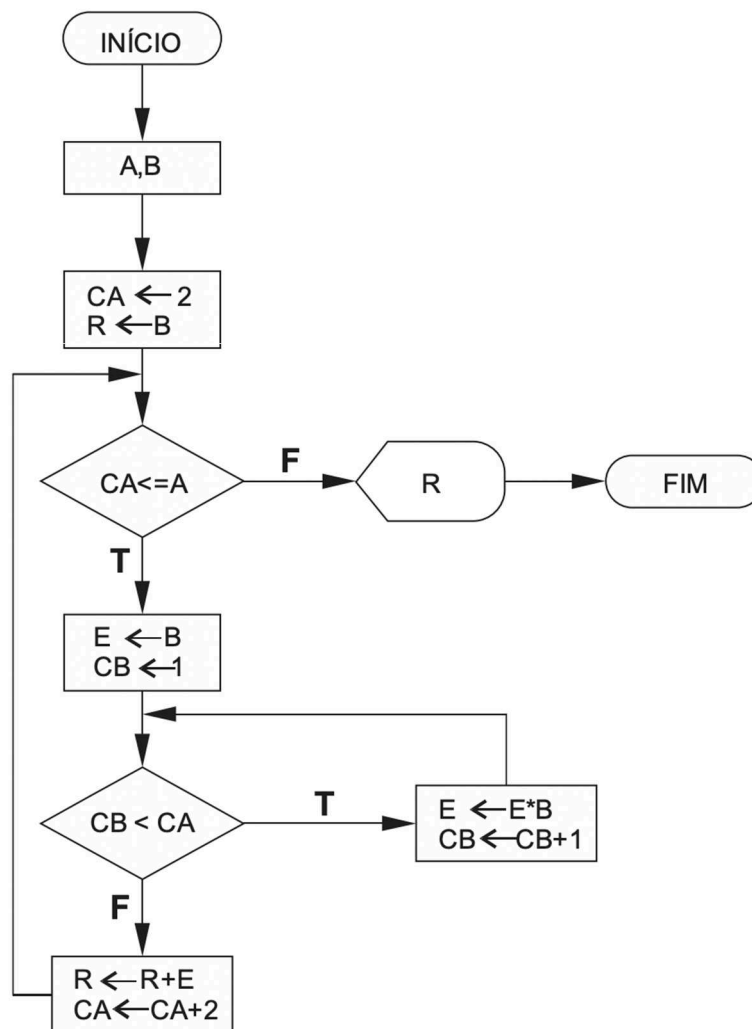 INÍCIO
A,B
CA ← 2
R ← B
CA<=A
F
R
FIM
T
E ← B
CB ← 1
CB < CA
T
E ← E*B
CB ← CB+1
F
R ← R+E
CA ← CA+2